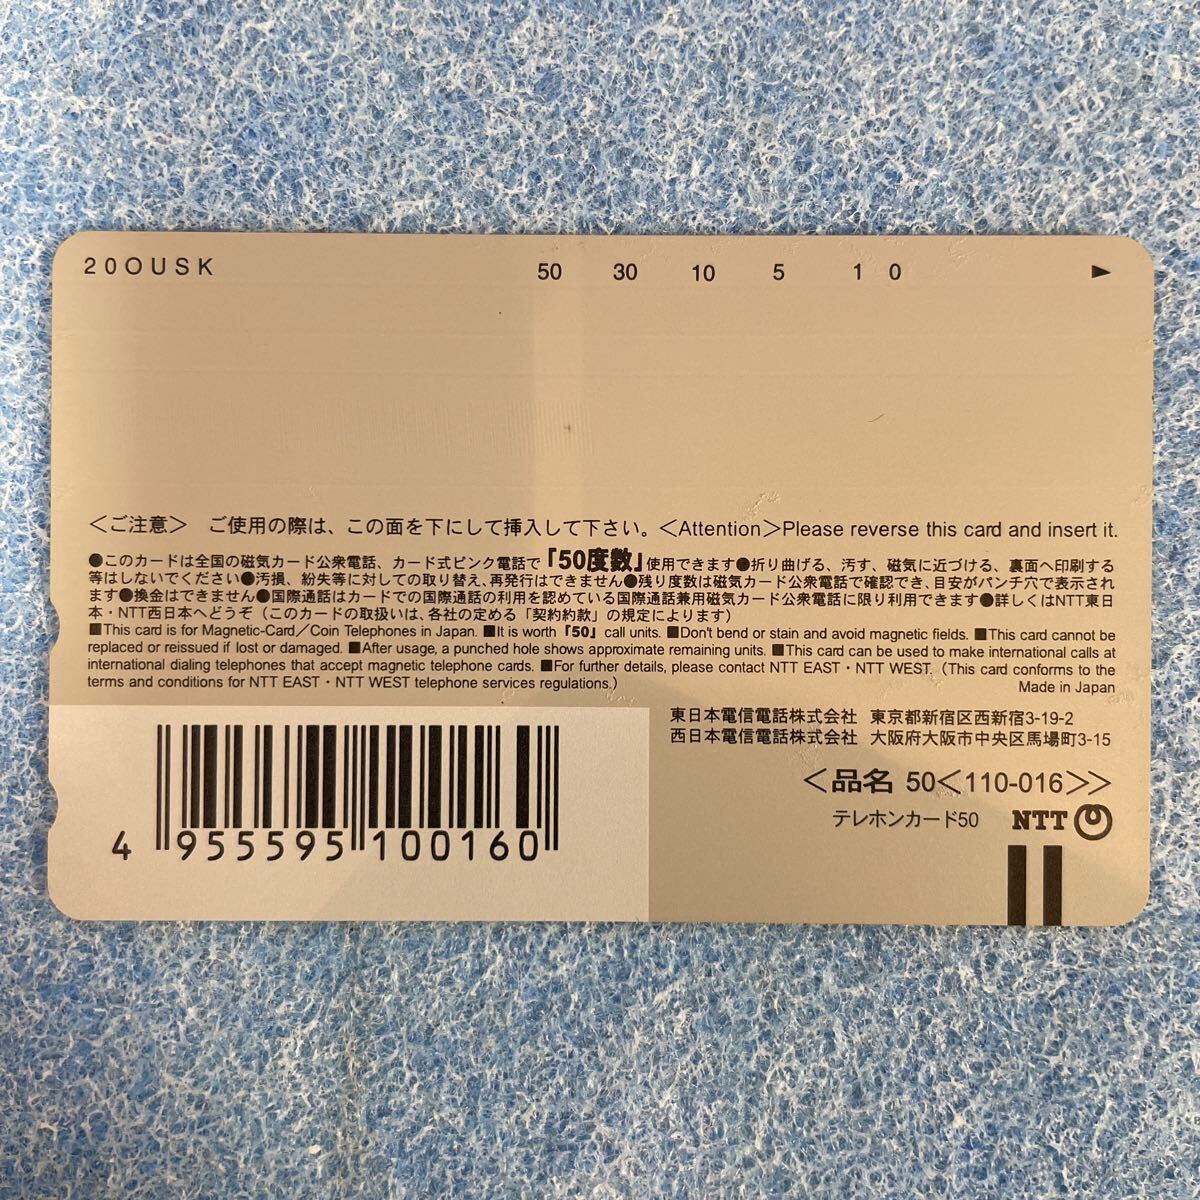 20OUSK
50 30 10 5 1 0 ▶
＜ご注意＞ ご使用の際は、この面を下にして挿入して下さい。＜Attention＞Please reverse this card and insert it.
●このカードは全国の磁気カード公衆電話、カード式ピンク電話で「50度数」使用できます●折り曲げる、汚す、磁気に近づける、裏面へ印刷する
等はしないでください●汚損、紛失等に対しての取り替え、再発行はできません●残り度数は磁気カード公衆電話で確認でき、目安がパンチ穴で表示され
ます●換金はできません●国際通話はカードでの国際通話の利用を認めている国際通話兼用磁気カード公衆電話に限り利用できます●詳しくはNTT東日
本・NTT西日本へどうぞ（このカードの取扱いは、各社の定める「契約約款」の規定によります）
■This card is for Magnetic-Card／Coin Telephones in Japan. ■It is worth「50」call units. ■Don't bend or stain and avoid magnetic fields. ■This card cannot be
replaced or reissued if lost or damaged. ■After usage, a punched hole shows approximate remaining units. ■This card can be used to make international calls at
international dialing telephones that accept magnetic telephone cards. ■For further details, please contact NTT EAST・NTT WEST. (This card conforms to the
terms and conditions for NTT EAST・NTT WEST telephone services regulations.)
Made in Japan
東日本電信電話株式会社 東京都新宿区西新宿3-19-2
西日本電信電話株式会社 大阪府大阪市中央区馬場町3-15
＜品名 50＜110-016＞＞
テレホンカード50 NTT
4 955595 100160